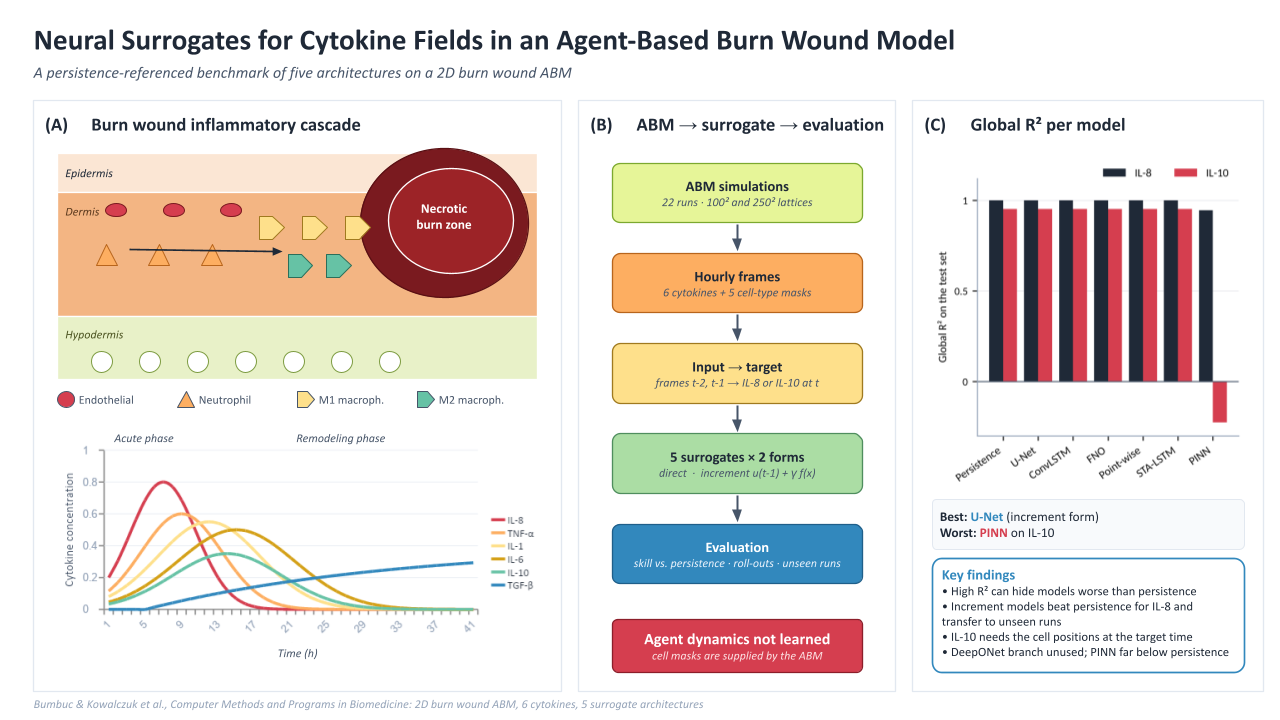 Neural Surrogates for Cytokine Fields in an Agent-Based Burn Wound Model
A persistence-referenced benchmark of five architectures on a 2D burn wound ABM
(A) Burn wound inflammatory cascade
Epidermis
Dermis
Necrotic
burn zone
Hypodermis
Endothelial
Neutrophil
M1 macroph.
M2 macroph.
Acute phase
Remodeling phase
Cytokine concentration
1
0.8
0.6
0.4
0.2
0
1
5
9
13
17
21
25
29
33
37
41
Time (h)
IL-8
TNF-α
IL-1
IL-6
IL-10
TGF-β
(B) ABM → surrogate → evaluation
ABM simulations
22 runs · 100² and 250² lattices
Hourly frames
6 cytokines + 5 cell-type masks
Input → target
frames t-2, t-1 → IL-8 or IL-10 at t
5 surrogates × 2 forms
direct · increment u(t-1) + γ f(x)
Evaluation
skill vs. persistence · roll-outs · unseen runs
Agent dynamics not learned
cell masks are supplied by the ABM
(C) Global R² per model
IL-8
IL-10
Global R² on the test set
1
0.5
0
Persistence
U-Net
ConvLSTM
FNO
Point-wise
STA-LSTM
PINN
Best: U-Net (increment form)
Worst: PINN on IL-10
Key findings
• High R² can hide models worse than persistence
• Increment models beat persistence for IL-8 and
transfer to unseen runs
• IL-10 needs the cell positions at the target time
• DeepONet branch unused; PINN far below persistence
Bumbuc & Kowalczuk et al., Computer Methods and Programs in Biomedicine: 2D burn wound ABM, 6 cytokines, 5 surrogate architectures